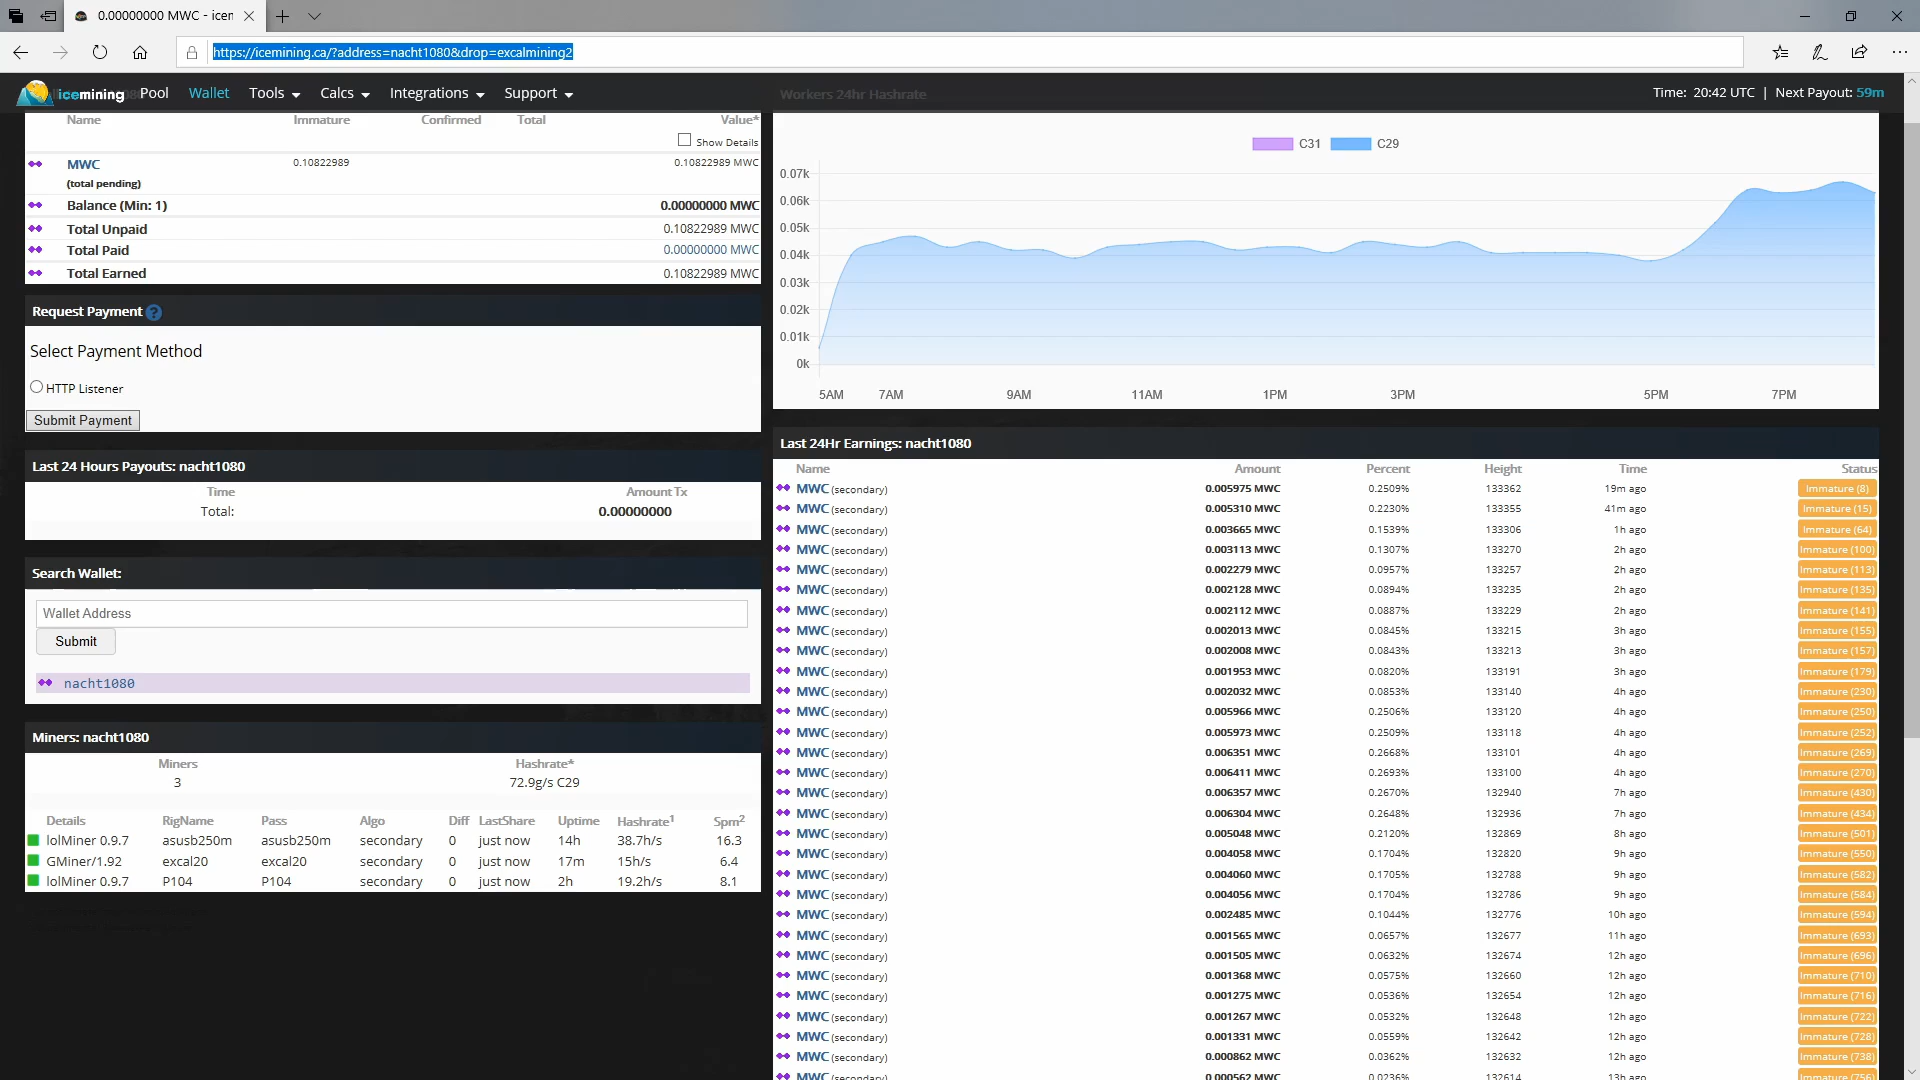 0.00000000 MWC - icen
https://icemining.ca/?address=nacht1080&drop=excalmining2
icemining Pool Wallet Tools Calcs Integrations Support
Time: 20:42 UTC | Next Payout: 59m
Name Immature Confirmed Total Value*
Show Details
MWC 0.10822989 0.10822989 MWC
(total pending)
Balance (Min: 1) 0.00000000 MWC
Total Unpaid 0.10822989 MWC
Total Paid 0.00000000 MWC
Total Earned 0.10822989 MWC
Request Payment ?
Select Payment Method
HTTP Listener
Submit Payment
Last 24 Hours Payouts: nacht1080
Time Amount Tx
Total: 0.00000000
Search Wallet:
Wallet Address
Submit
nacht1080
Miners: nacht1080
Miners Hashrate*
3 72.9g/s C29
Details RigName Pass Algo Diff LastShare Uptime Hashrate1 Spm2
lolMiner 0.9.7 asusb250m asusb250m secondary 0 just now 14h 38.7h/s 16.3
GMiner/1.92 excal20 excal20 secondary 0 just now 17m 15h/s 6.4
lolMiner 0.9.7 P104 P104 secondary 0 just now 2h 19.2h/s 8.1
Workers 24hr Hashrate
C31 C29
0.07k
0.06k
0.05k
0.04k
0.03k
0.02k
0.01k
0k
5AM 7AM 9AM 11AM 1PM 3PM 5PM 7PM
Last 24Hr Earnings: nacht1080
Name Amount Percent Height Time Status
MWC (secondary) 0.005975 MWC 0.2509% 133362 19m ago Immature (8)
MWC (secondary) 0.005310 MWC 0.2230% 133355 41m ago Immature (15)
MWC (secondary) 0.003665 MWC 0.1539% 133306 1h ago Immature (64)
MWC (secondary) 0.003113 MWC 0.1307% 133270 2h ago Immature (100)
MWC (secondary) 0.002279 MWC 0.0957% 133257 2h ago Immature (113)
MWC (secondary) 0.002128 MWC 0.0894% 133235 2h ago Immature (135)
MWC (secondary) 0.002112 MWC 0.0887% 133229 2h ago Immature (141)
MWC (secondary) 0.002013 MWC 0.0845% 133215 3h ago Immature (155)
MWC (secondary) 0.002008 MWC 0.0843% 133213 3h ago Immature (157)
MWC (secondary) 0.001953 MWC 0.0820% 133191 3h ago Immature (179)
MWC (secondary) 0.002032 MWC 0.0853% 133140 4h ago Immature (230)
MWC (secondary) 0.005966 MWC 0.2506% 133120 4h ago Immature (250)
MWC (secondary) 0.005973 MWC 0.2509% 133118 4h ago Immature (252)
MWC (secondary) 0.006351 MWC 0.2668% 133101 4h ago Immature (269)
MWC (secondary) 0.006411 MWC 0.2693% 133100 4h ago Immature (270)
MWC (secondary) 0.006357 MWC 0.2670% 132940 7h ago Immature (430)
MWC (secondary) 0.006304 MWC 0.2648% 132936 7h ago Immature (434)
MWC (secondary) 0.005048 MWC 0.2120% 132869 8h ago Immature (501)
MWC (secondary) 0.004058 MWC 0.1704% 132820 9h ago Immature (550)
MWC (secondary) 0.004060 MWC 0.1705% 132788 9h ago Immature (582)
MWC (secondary) 0.004056 MWC 0.1704% 132786 9h ago Immature (584)
MWC (secondary) 0.002485 MWC 0.1044% 132776 10h ago Immature (594)
MWC (secondary) 0.001565 MWC 0.0657% 132677 11h ago Immature (693)
MWC (secondary) 0.001505 MWC 0.0632% 132674 12h ago Immature (696)
MWC (secondary) 0.001368 MWC 0.0575% 132660 12h ago Immature (710)
MWC (secondary) 0.001275 MWC 0.0536% 132654 12h ago Immature (716)
MWC (secondary) 0.001267 MWC 0.0532% 132648 12h ago Immature (722)
MWC (secondary) 0.001331 MWC 0.0559% 132642 12h ago Immature (728)
MWC (secondary) 0.000862 MWC 0.0362% 132632 12h ago Immature (738)
MWC (secondary) 0.000562 MWC 0.0236% 132614 13h ago Immature (756)